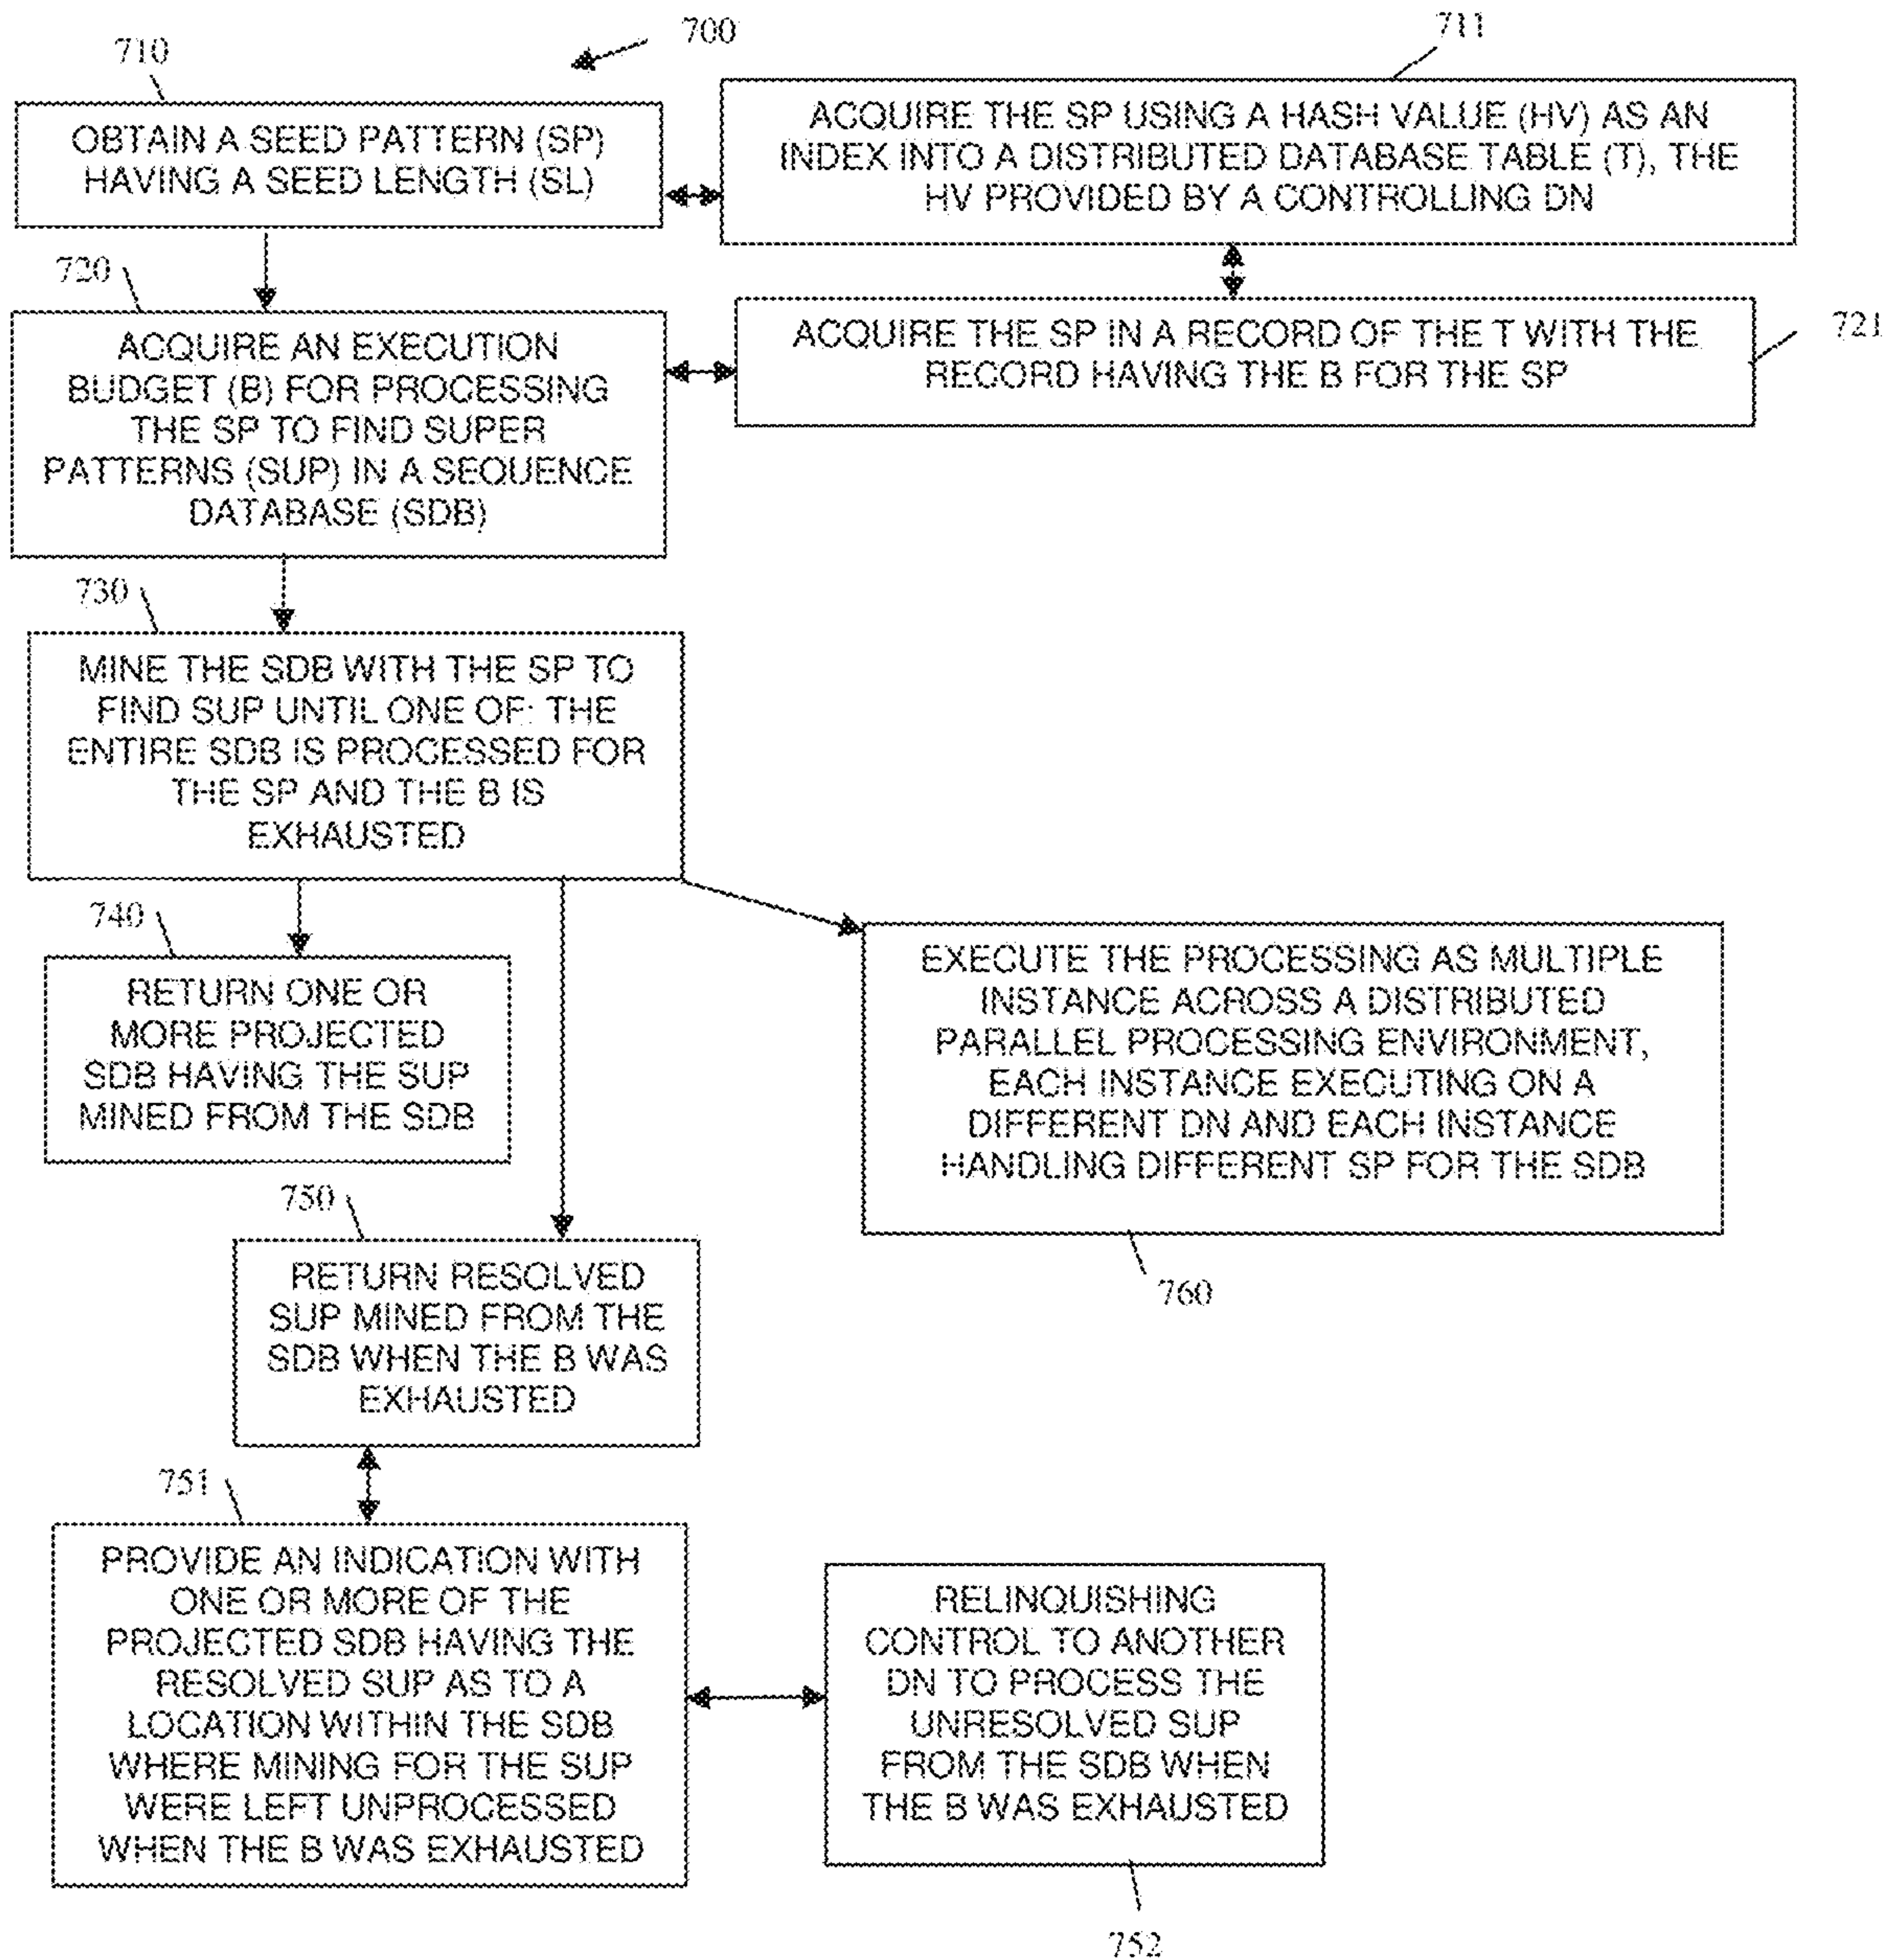 700
710
OBTAIN A SEED PATTERN (SP)
HAVING A SEED LENGTH (SL)
711
ACQUIRE THE SP USING A HASH VALUE (HV) AS AN
INDEX INTO A DISTRIBUTED DATABASE TABLE (T), THE
HV PROVIDED BY A CONTROLLING DN
720
ACQUIRE AN EXECUTION
BUDGET (B) FOR PROCESSING
THE SP TO FIND SUPER
PATTERNS (SUP) IN A SEQUENCE
DATABASE (SDB)
721
ACQUIRE THE SP IN A RECORD OF THE T WITH THE
RECORD HAVING THE B FOR THE SP
730
MINE THE SDB WITH THE SP TO
FIND SUP UNTIL ONE OF: THE
ENTIRE SDB IS PROCESSED FOR
THE SP AND THE B IS
EXHAUSTED
740
RETURN ONE OR
MORE PROJECTED
SDB HAVING THE SUP
MINED FROM THE SDB
EXECUTE THE PROCESSING AS MULTIPLE
INSTANCE ACROSS A DISTRIBUTED
PARALLEL PROCESSING ENVIRONMENT,
EACH INSTANCE EXECUTING ON A
DIFFERENT DN AND EACH INSTANCE
HANDLING DIFFERENT SP FOR THE SDB
760
750
RETURN RESOLVED
SUP MINED FROM THE
SDB WHEN THE B WAS
EXHAUSTED
751
PROVIDE AN INDICATION WITH
ONE OR MORE OF THE
PROJECTED SDB HAVING THE
RESOLVED SUP AS TO A
LOCATION WITHIN THE SDB
WHERE MINING FOR THE SUP
WERE LEFT UNPROCESSED
WHEN THE B WAS EXHAUSTED
RELINQUISHING
CONTROL TO ANOTHER
DN TO PROCESS THE
UNRESOLVED SUP
FROM THE SDB WHEN
THE B WAS EXHAUSTED
752